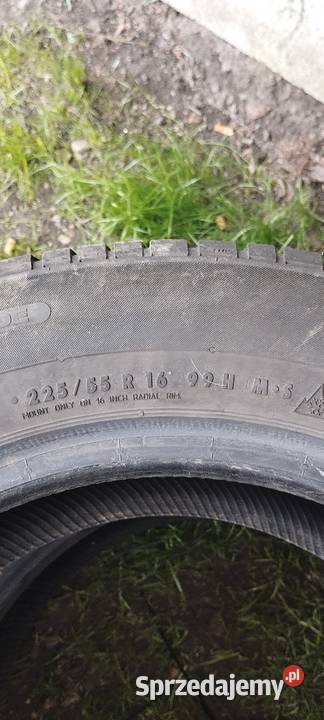 225/55 R 16 99 H M·S
MOUNT ONLY ON 16 INCH RADIAL RIM.
Sprzedajemy.pl